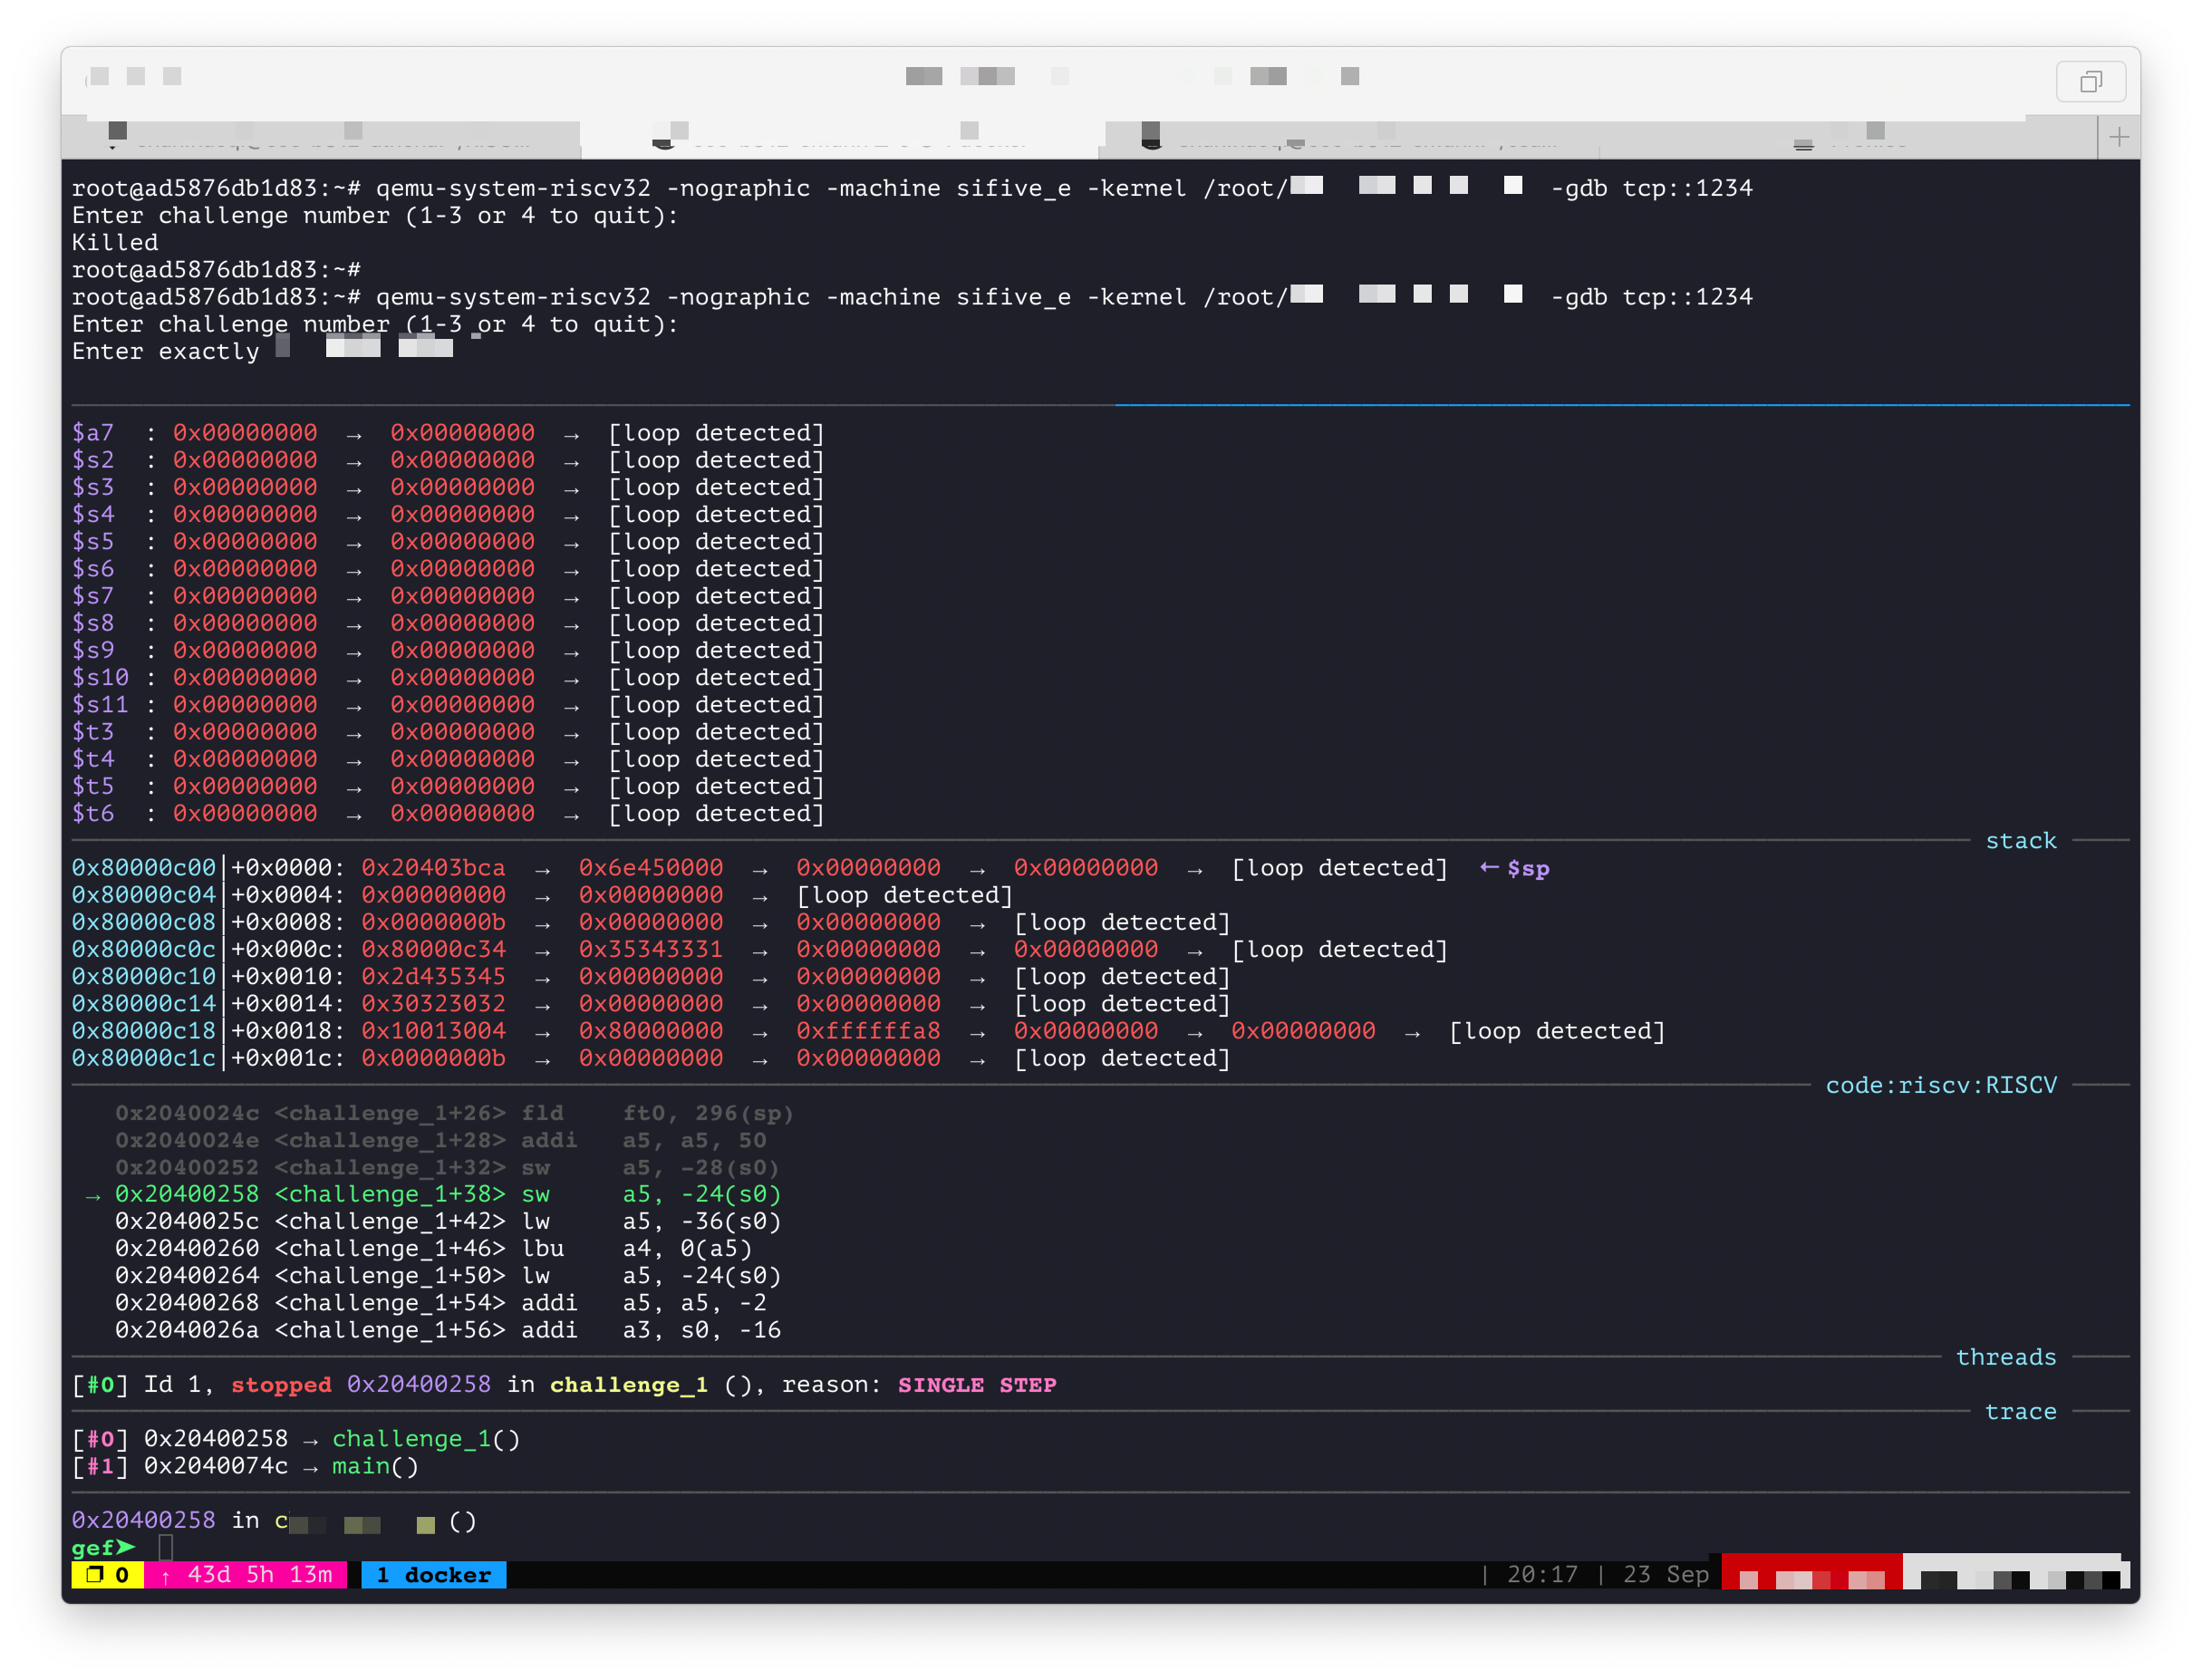 root@ad5876db1d83:~# qemu-system-riscv32 -nographic -machine sifive_e -kernel /root/ -gdb tcp::1234
Enter challenge number (1-3 or 4 to quit):
Killed
root@ad5876db1d83:~#
root@ad5876db1d83:~# qemu-system-riscv32 -nographic -machine sifive_e -kernel /root/ -gdb tcp::1234
Enter challenge number (1-3 or 4 to quit):
Enter exactly
$a7 : 0x00000000 → 0x00000000 → [loop detected]
$s2 : 0x00000000 → 0x00000000 → [loop detected]
$s3 : 0x00000000 → 0x00000000 → [loop detected]
$s4 : 0x00000000 → 0x00000000 → [loop detected]
$s5 : 0x00000000 → 0x00000000 → [loop detected]
$s6 : 0x00000000 → 0x00000000 → [loop detected]
$s7 : 0x00000000 → 0x00000000 → [loop detected]
$s8 : 0x00000000 → 0x00000000 → [loop detected]
$s9 : 0x00000000 → 0x00000000 → [loop detected]
$s10 : 0x00000000 → 0x00000000 → [loop detected]
$s11 : 0x00000000 → 0x00000000 → [loop detected]
$t3 : 0x00000000 → 0x00000000 → [loop detected]
$t4 : 0x00000000 → 0x00000000 → [loop detected]
$t5 : 0x00000000 → 0x00000000 → [loop detected]
$t6 : 0x00000000 → 0x00000000 → [loop detected]
stack
0x80000c00│+0x0000: 0x20403bca → 0x6e450000 → 0x00000000 → 0x00000000 → [loop detected] ← $sp
0x80000c04│+0x0004: 0x00000000 → 0x00000000 → [loop detected]
0x80000c08│+0x0008: 0x0000000b → 0x00000000 → 0x00000000 → [loop detected]
0x80000c0c│+0x000c: 0x80000c34 → 0x35343331 → 0x00000000 → 0x00000000 → [loop detected]
0x80000c10│+0x0010: 0x2d435345 → 0x00000000 → 0x00000000 → [loop detected]
0x80000c14│+0x0014: 0x30323032 → 0x00000000 → 0x00000000 → [loop detected]
0x80000c18│+0x0018: 0x10013004 → 0x80000000 → 0xffffffa8 → 0x00000000 → 0x00000000 → [loop detected]
0x80000c1c│+0x001c: 0x0000000b → 0x00000000 → 0x00000000 → [loop detected]
code:riscv:RISCV
0x2040024c <challenge_1+26> fld ft0, 296(sp)
0x2040024e <challenge_1+28> addi a5, a5, 50
0x20400252 <challenge_1+32> sw a5, -28(s0)
→ 0x20400258 <challenge_1+38> sw a5, -24(s0)
0x2040025c <challenge_1+42> lw a5, -36(s0)
0x20400260 <challenge_1+46> lbu a4, 0(a5)
0x20400264 <challenge_1+50> lw a5, -24(s0)
0x20400268 <challenge_1+54> addi a5, a5, -2
0x2040026a <challenge_1+56> addi a3, s0, -16
threads
[#0] Id 1, stopped 0x20400258 in challenge_1 (), reason: SINGLE STEP
trace
[#0] 0x20400258 → challenge_1()
[#1] 0x2040074c → main()
0x20400258 in c ()
gef➤
0 ↑ 43d 5h 13m 1 docker | 20:17 | 23 Sep